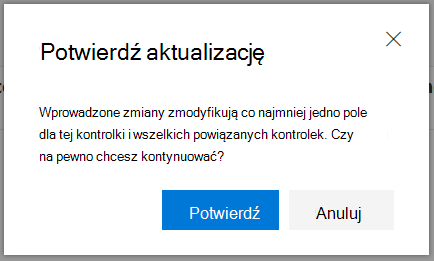 Potwierdź aktualizację
Wprowadzone zmiany zmodyfikują co najmniej jedno pole
dla tej kontrolki i wszelkich powiązanych kontrolek. Czy
na pewno chcesz kontynuować?
Potwierdź
Anuluj